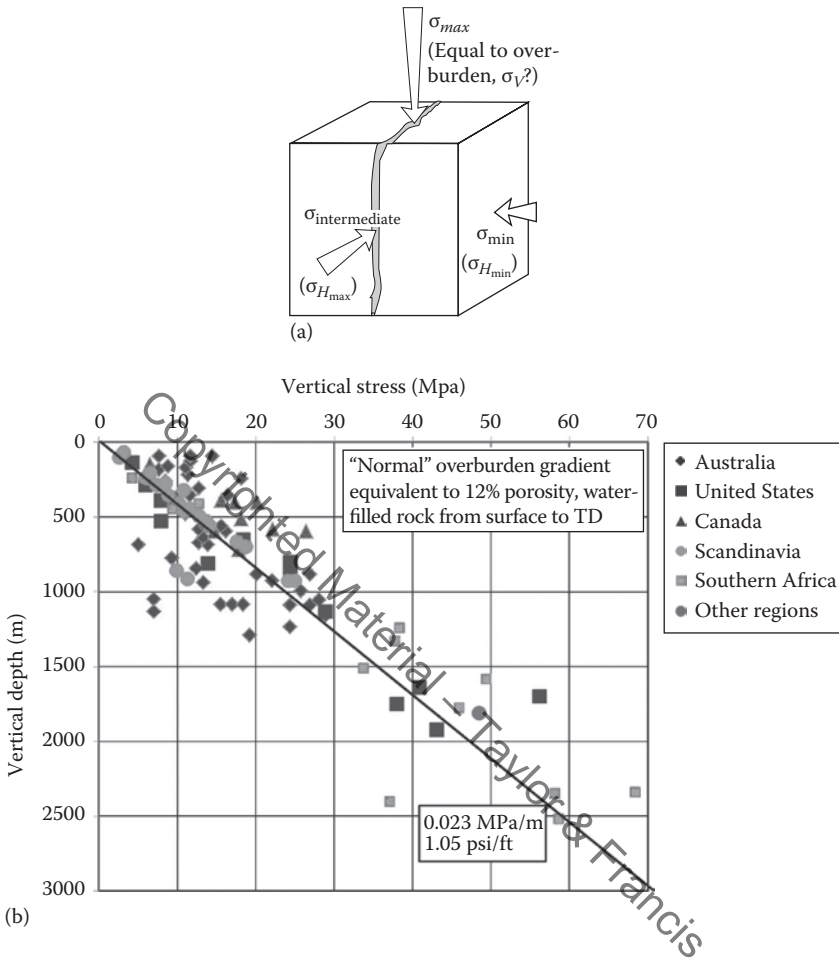 σmax
(Equal to over-
burden, σV?)
σintermediate
(σHmax)
σmin
(σHmin)
(a)
Vertical stress (Mpa)
0 10 20 30 40 50 60 70
0
500
1000
1500
2000
2500
3000
Vertical depth (m)
"Normal" overburden gradient
equivalent to 12% porosity, water-
filled rock from surface to TD
0.023 MPa/m
1.05 psi/ft
Australia
United States
Canada
Scandinavia
Southern Africa
Other regions
(b)
Copyrighted Material – Taylor & Francis